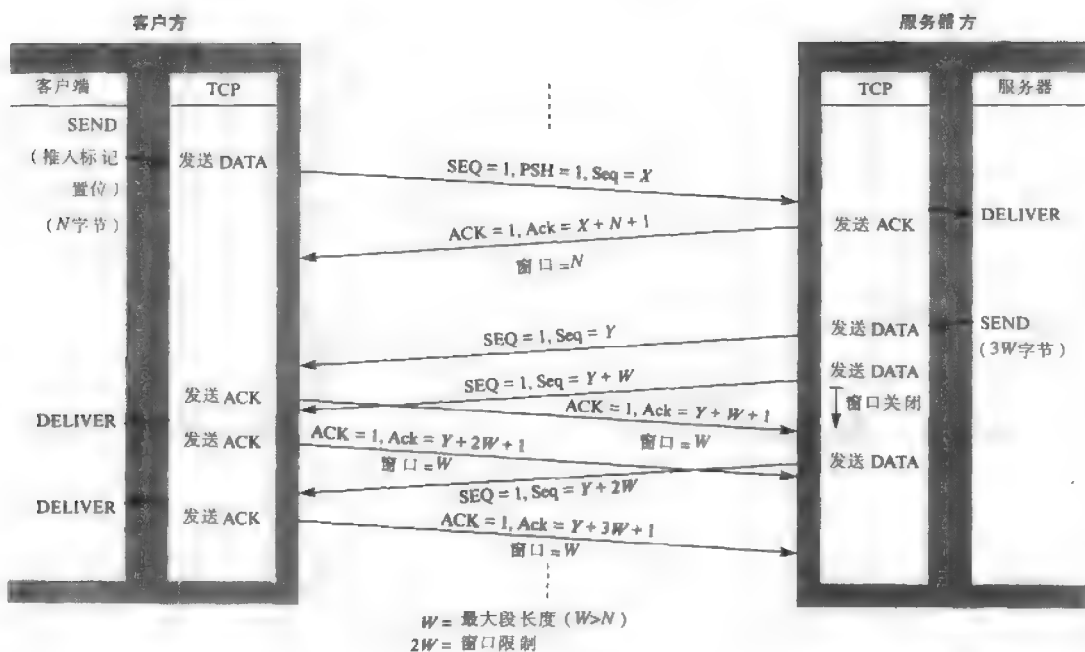 客户方
服务器方
客户端
TCP
TCP
服务器
SEND
(推入标记
置位)
(N字节)
发送 DATA
SEQ = 1, PSH = 1, Seq = X
ACK = 1, Ack = X + N + 1
窗口 = N
发送 ACK
DELIVER
SEQ = 1, Seq = Y
发送 DATA
SEND
(3W字节)
SEQ = 1, Seq = Y + W
发送 DATA
窗口关闭
发送 ACK
DELIVER
ACK = 1, Ack = Y + W + 1
窗口 = W
发送 ACK
ACK = 1, Ack = Y + 2W + 1
窗口 = W
发送 DATA
SEQ = 1, Seq = Y + 2W
DELIVER
发送 ACK
ACK = 1, Ack = Y + 3W + 1
窗口 = W
W = 最大段长度 (W>N)
2W = 窗口限制